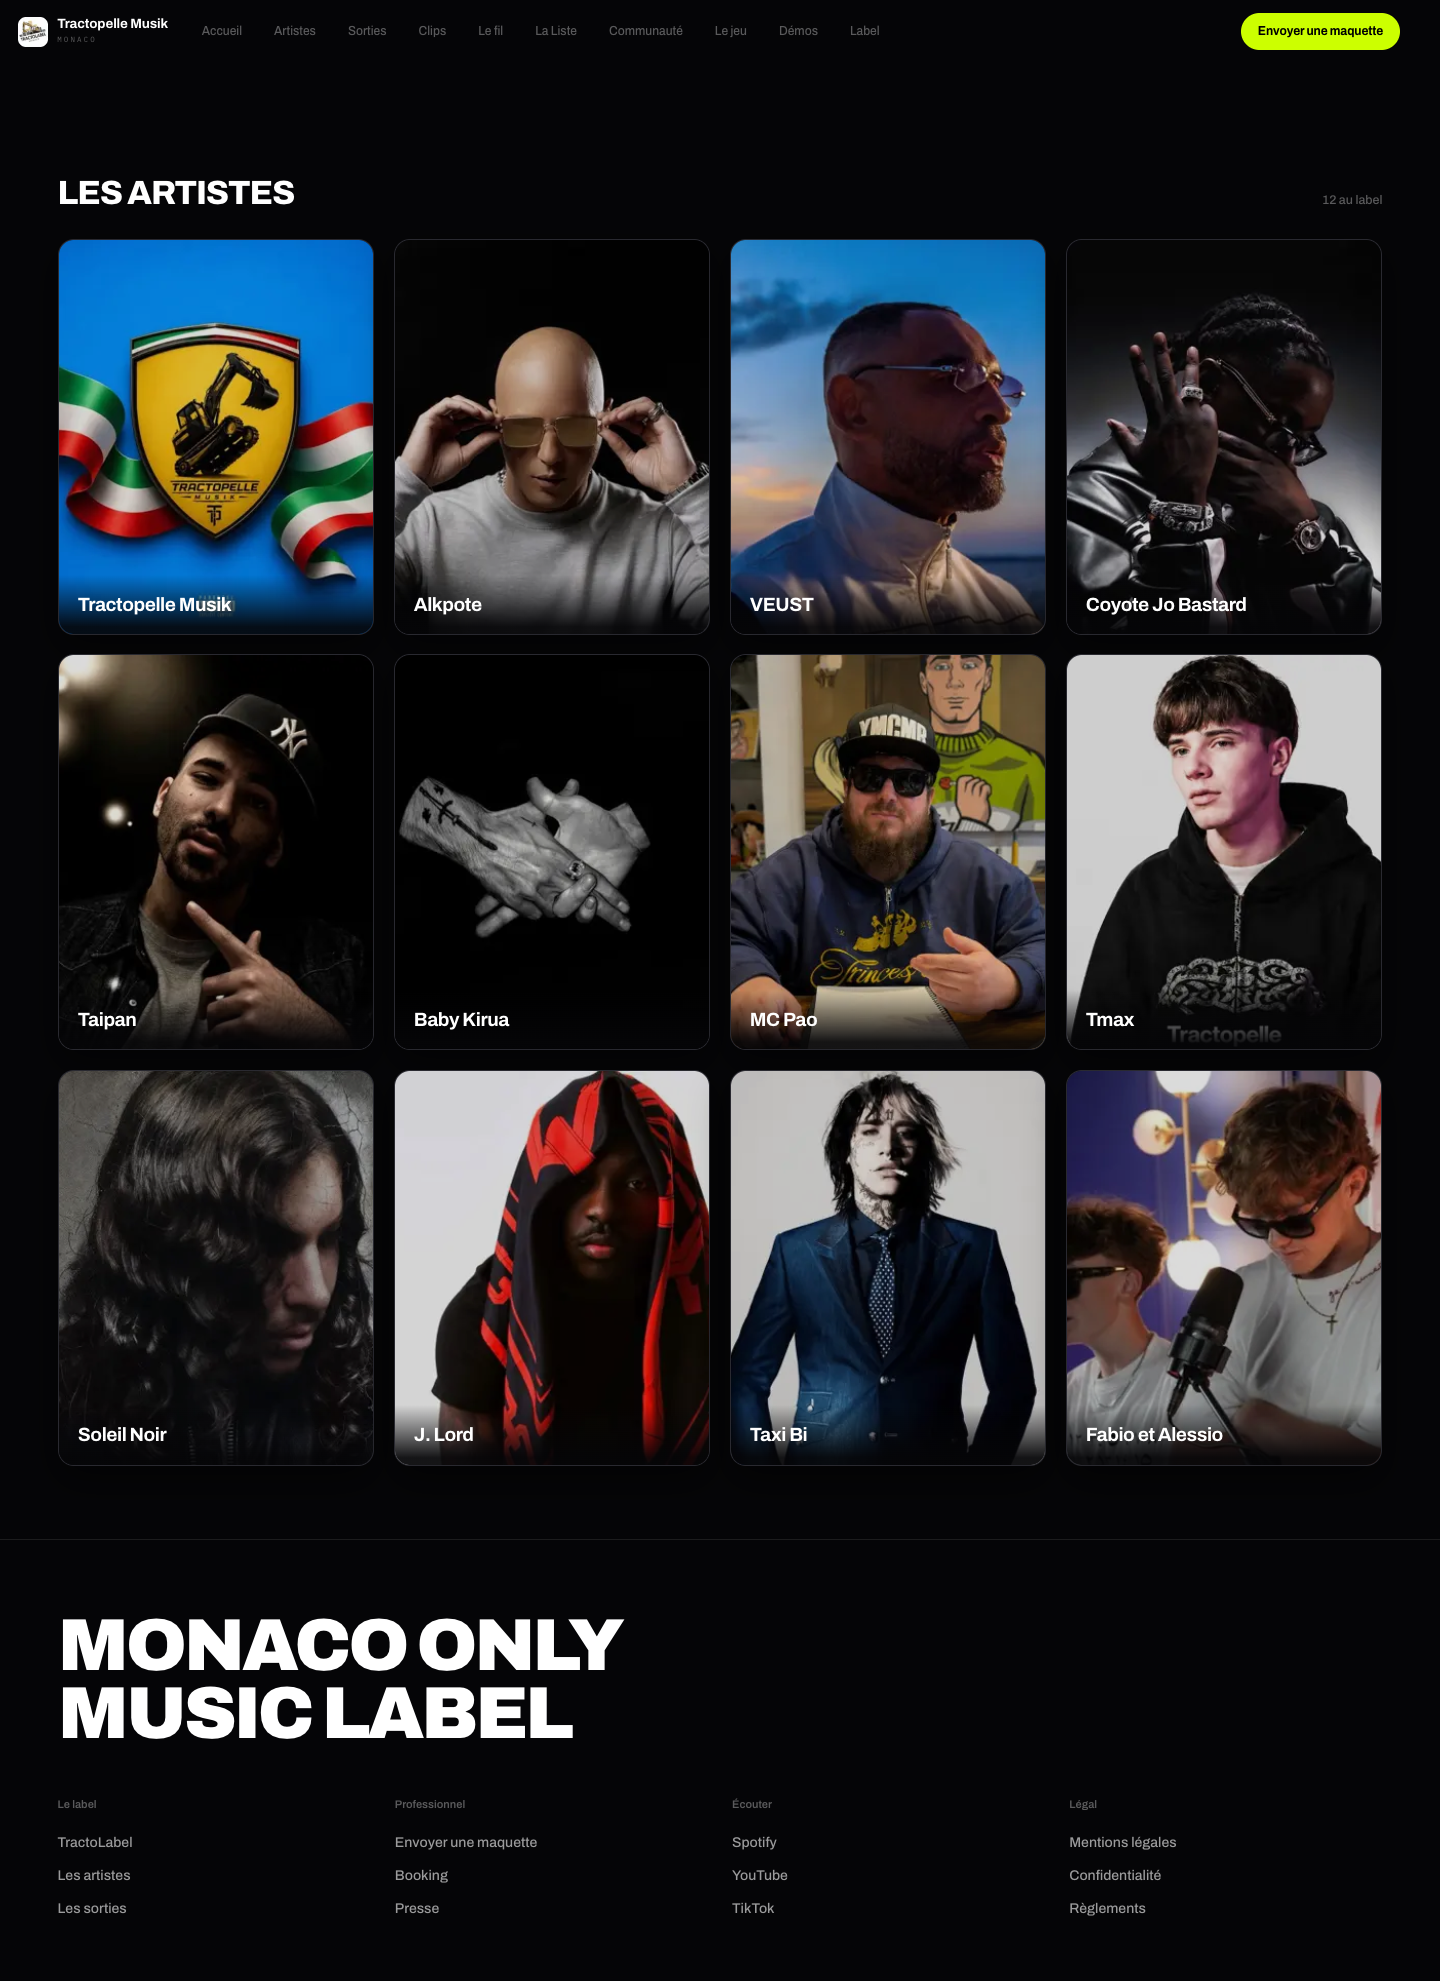 Tractopelle Musik
MONACO
Accueil
Artistes
Sorties
Clips
Le fil
La Liste
Communauté
Le jeu
Démos
Label
Envoyer une maquette
LES ARTISTES
12 au label
TRACTOPELLE
MUSIK
Tractopelle Musik
Alkpote
VEUST
Coyote Jo Bastard
YMCMB
Princes
Taipan
Baby Kirua
MC Pao
Tmax
Tractopelle
Soleil Noir
J. Lord
Taxi Bi
Fabio et Alessio
MONACO ONLY
MUSIC LABEL
Le label
Professionnel
Écouter
Légal
TractoLabel
Envoyer une maquette
Spotify
Mentions légales
Les artistes
Booking
YouTube
Confidentialité
Les sorties
Presse
TikTok
Règlements